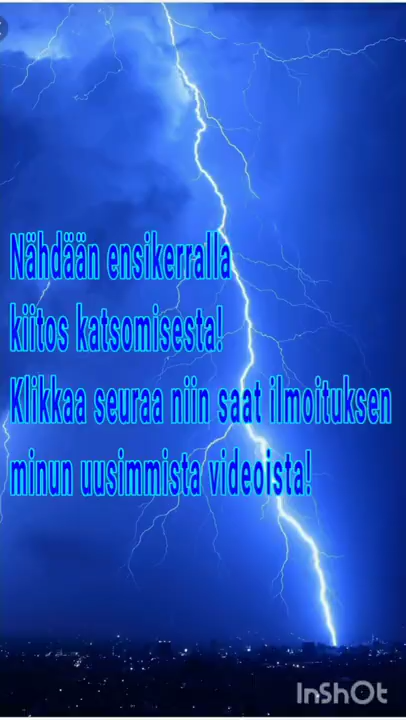 Nähdään ensikerralla
kiitos katsomisesta!
Klikkaa seuraa niin saat ilmoituksen
minun uusimmista videoista!
InShOt